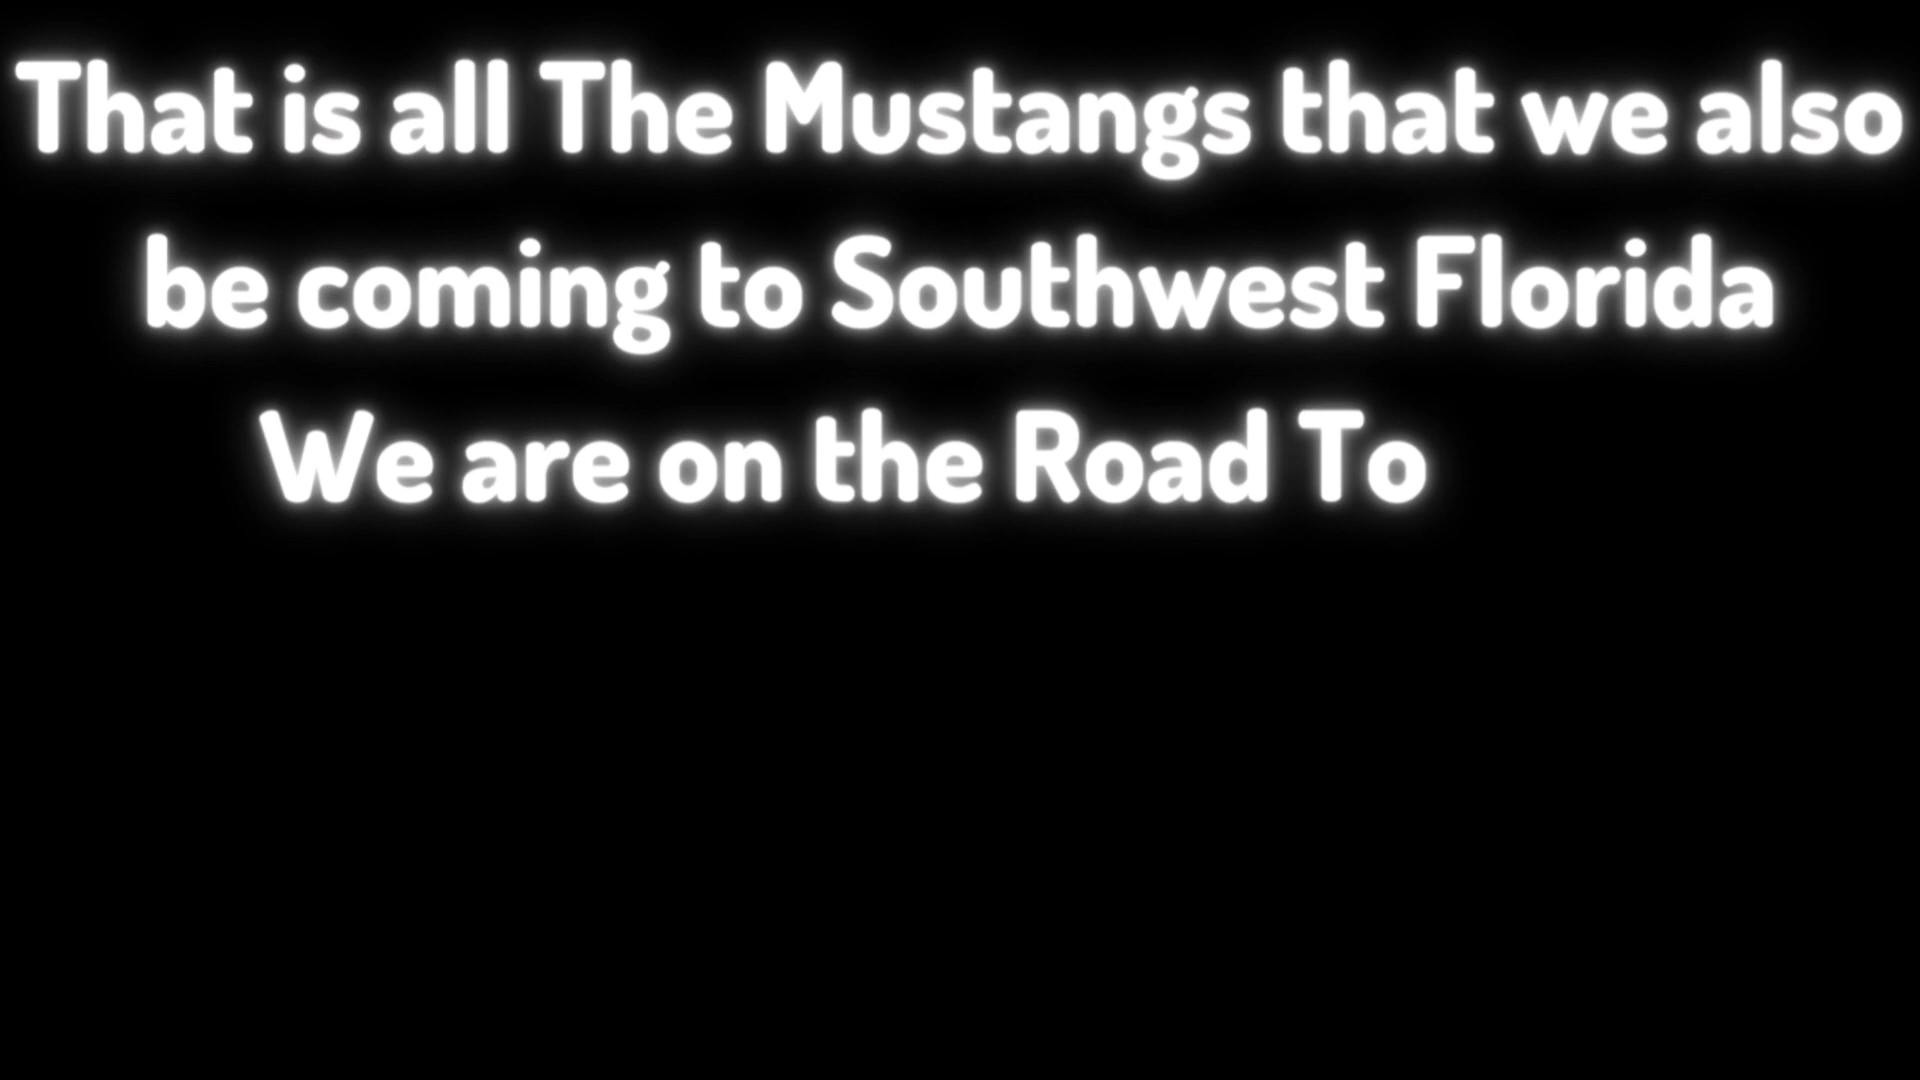 That is all The Mustangs that we also
be coming to Southwest Florida
We are on the Road To